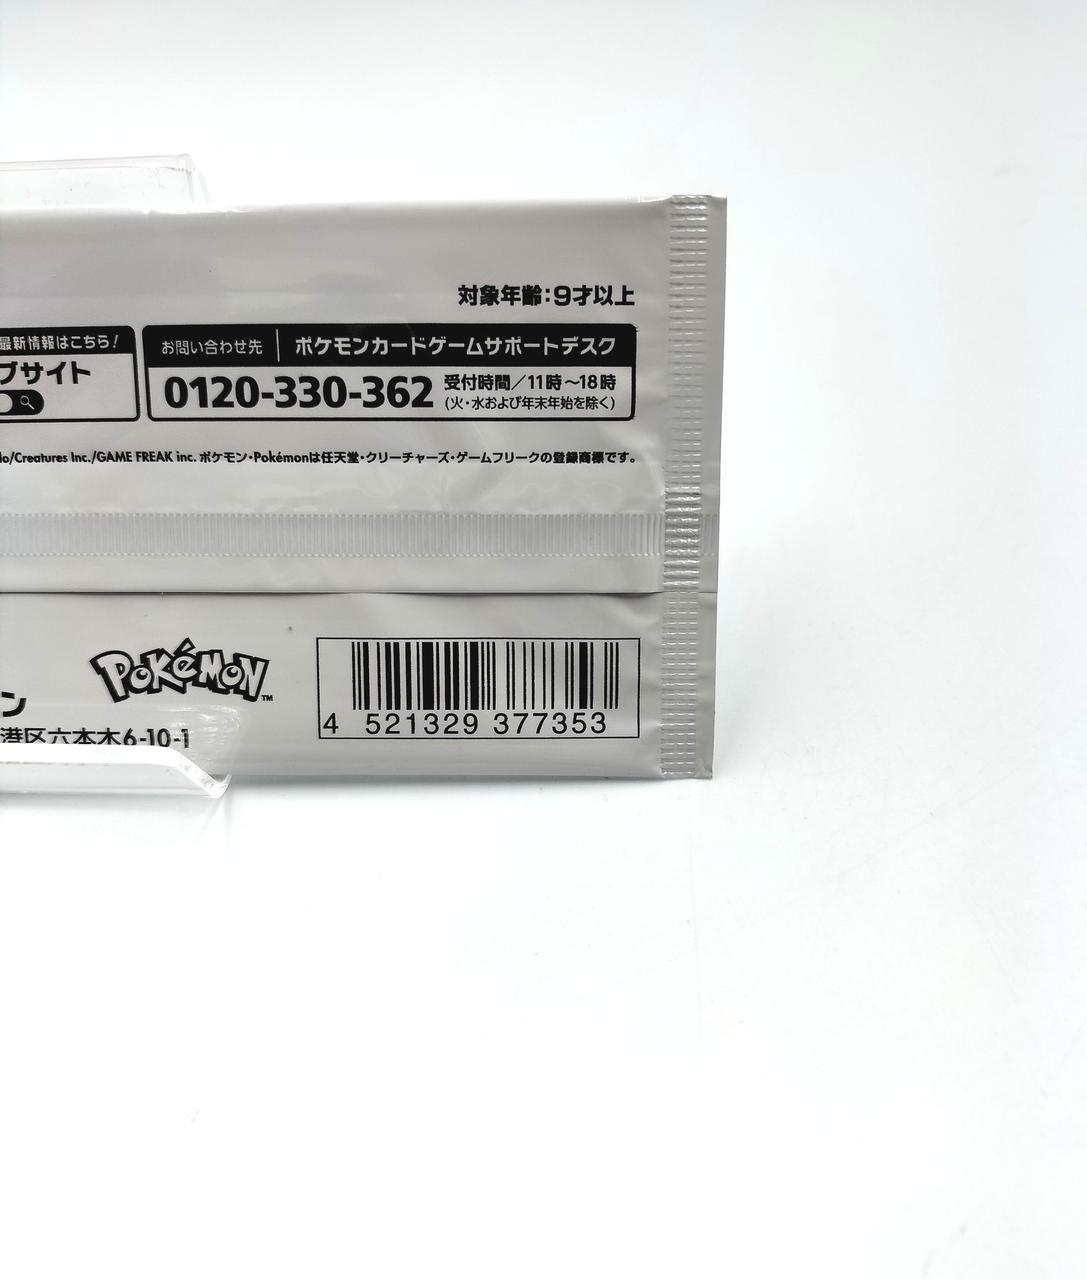 対象年齢:9才以上
最新情報はこちら!
ブサイト
お問い合わせ先 ポケモンカードゲームサポートデスク
0120-330-362 受付時間/11時~18時
(火・水および年末年始を除く)
/Creatures Inc./GAME FREAK inc. ポケモン・Pokémonは任天堂・クリーチャーズ・ゲームフリークの登録商標です。
POKéMON™
ン
港区六本木6-10-1
4 521329 377353